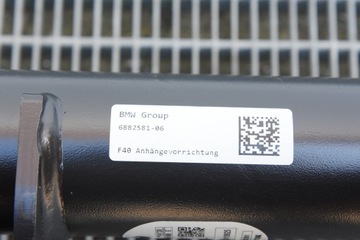 BMW Group
6882581-06
F40 Anhängevorrichtung